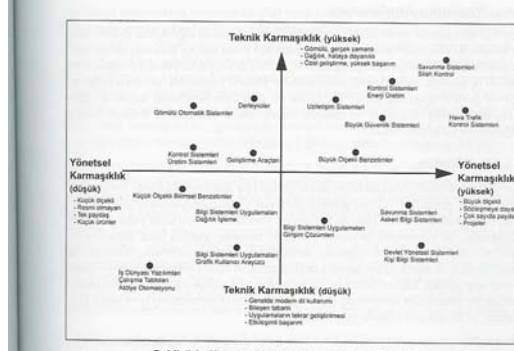 Teknik Karmaşıklık (yüksek)
- Gömülü, gerçek zamanlı
- Dağıtık, hataya dayanıklı
- Özel geliştirme, yüksek başarım
Savunma Sistemleri
Silah Kontrol
Kontrol Sistemleri
Enerji Üretim
Derleyiciler
Gömülü Otomatik Sistemler
Uziletişim Sistemleri
Büyük Güvenlik Sistemleri
Hava Trafik
Kontrol Sistemleri
Kontrol Sistemleri
Üretim Sistemleri
Geliştirme Araçları
Büyük Ölçekli Benzetimler
Yönetsel
Karmaşıklık
(düşük)
- Küçük ölçekli
- Resmi olmayan
- Tek paydaş
- Küçük ürünler
Yönetsel
Karmaşıklık
(yüksek)
- Büyük ölçekli
- Sözleşmeye
- Çok sayıda
- Projeler
Küçük Ölçekli Bilimsel Benzetimler
Bilgi Sistemleri Uygulamaları
Dağıtık İşleme
Bilgi Sistemleri Uygulamaları
Girişim Çözümleri
Savunma Sistemleri
Askeri Bilgi Sistemleri
Bilgi Sistemleri Uygulamaları
Grafik Kullanıcı Arayüzü
Devlet Yönetsel Sistemleri
Kişi Bilgi Sistemleri
İş Dünyası Yazılımları
Çalışma Tabloları
Atölye Otomasyonu
Teknik Karmaşıklık (düşük)
- Genelde modern dil kullanımı
- Bileşen tabanlı
- Uygulamaların tekrar geliştirilmesi
- Etkileşimli başarım